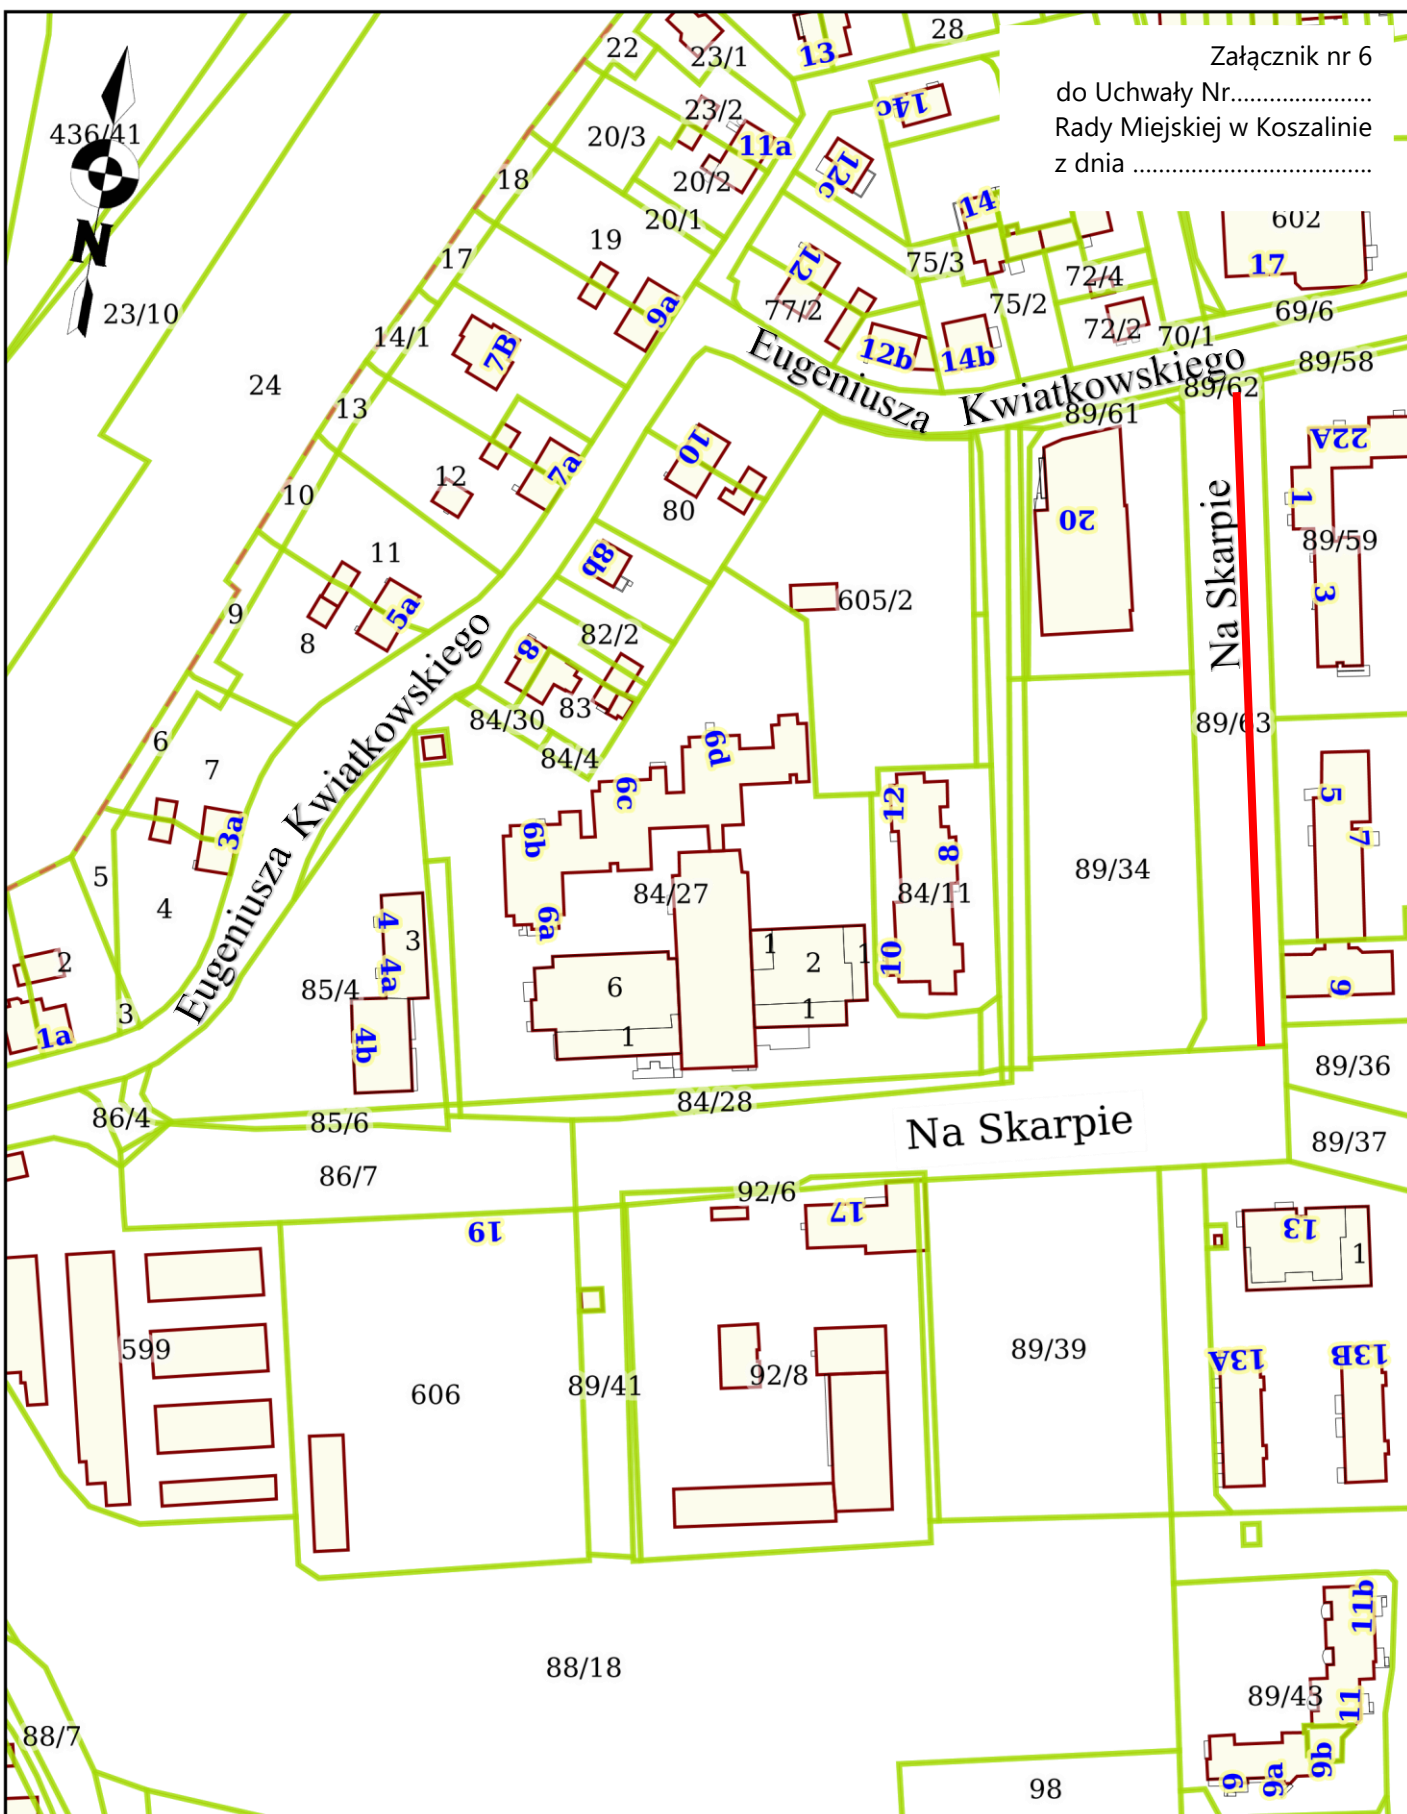 Załącznik nr 6
do Uchwały Nr......................
Rady Miejskiej w Koszalinie
z dnia .....................................
22
23/1
13
28
436/41
23/2
14c
20/3
11a
18
20/2
12c
20/1
14
602
17
19
17
75/3
12
72/4
23/10
9a
77/2
75/2
69/6
14/1
7B
12b
14b
72/2
70/1
Eugeniusza Kwiatkowskiego
89/58
24
89/62
13
89/61
22A
10
12
7a
10
80
20
1
Na Skarpie
89/59
11
8b
605/2
3
9
5a
8
82/2
8
83
84/30
89/63
6
7
84/4
6d
6c
5
Eugeniusza Kwiatkowskiego
3a
6b
12
8
7
5
89/34
4
84/27
84/11
4
3
6a
2
4a
85/4
6
1
2
1
10
9
3
1a
4b
1
1
89/36
86/4
85/6
84/28
Na Skarpie
89/37
86/7
92/6
19
17
13
1
599
606
89/41
92/8
89/39
13A
13B
88/18
11b
89/43
11
88/7
9
9a
9b
98
N